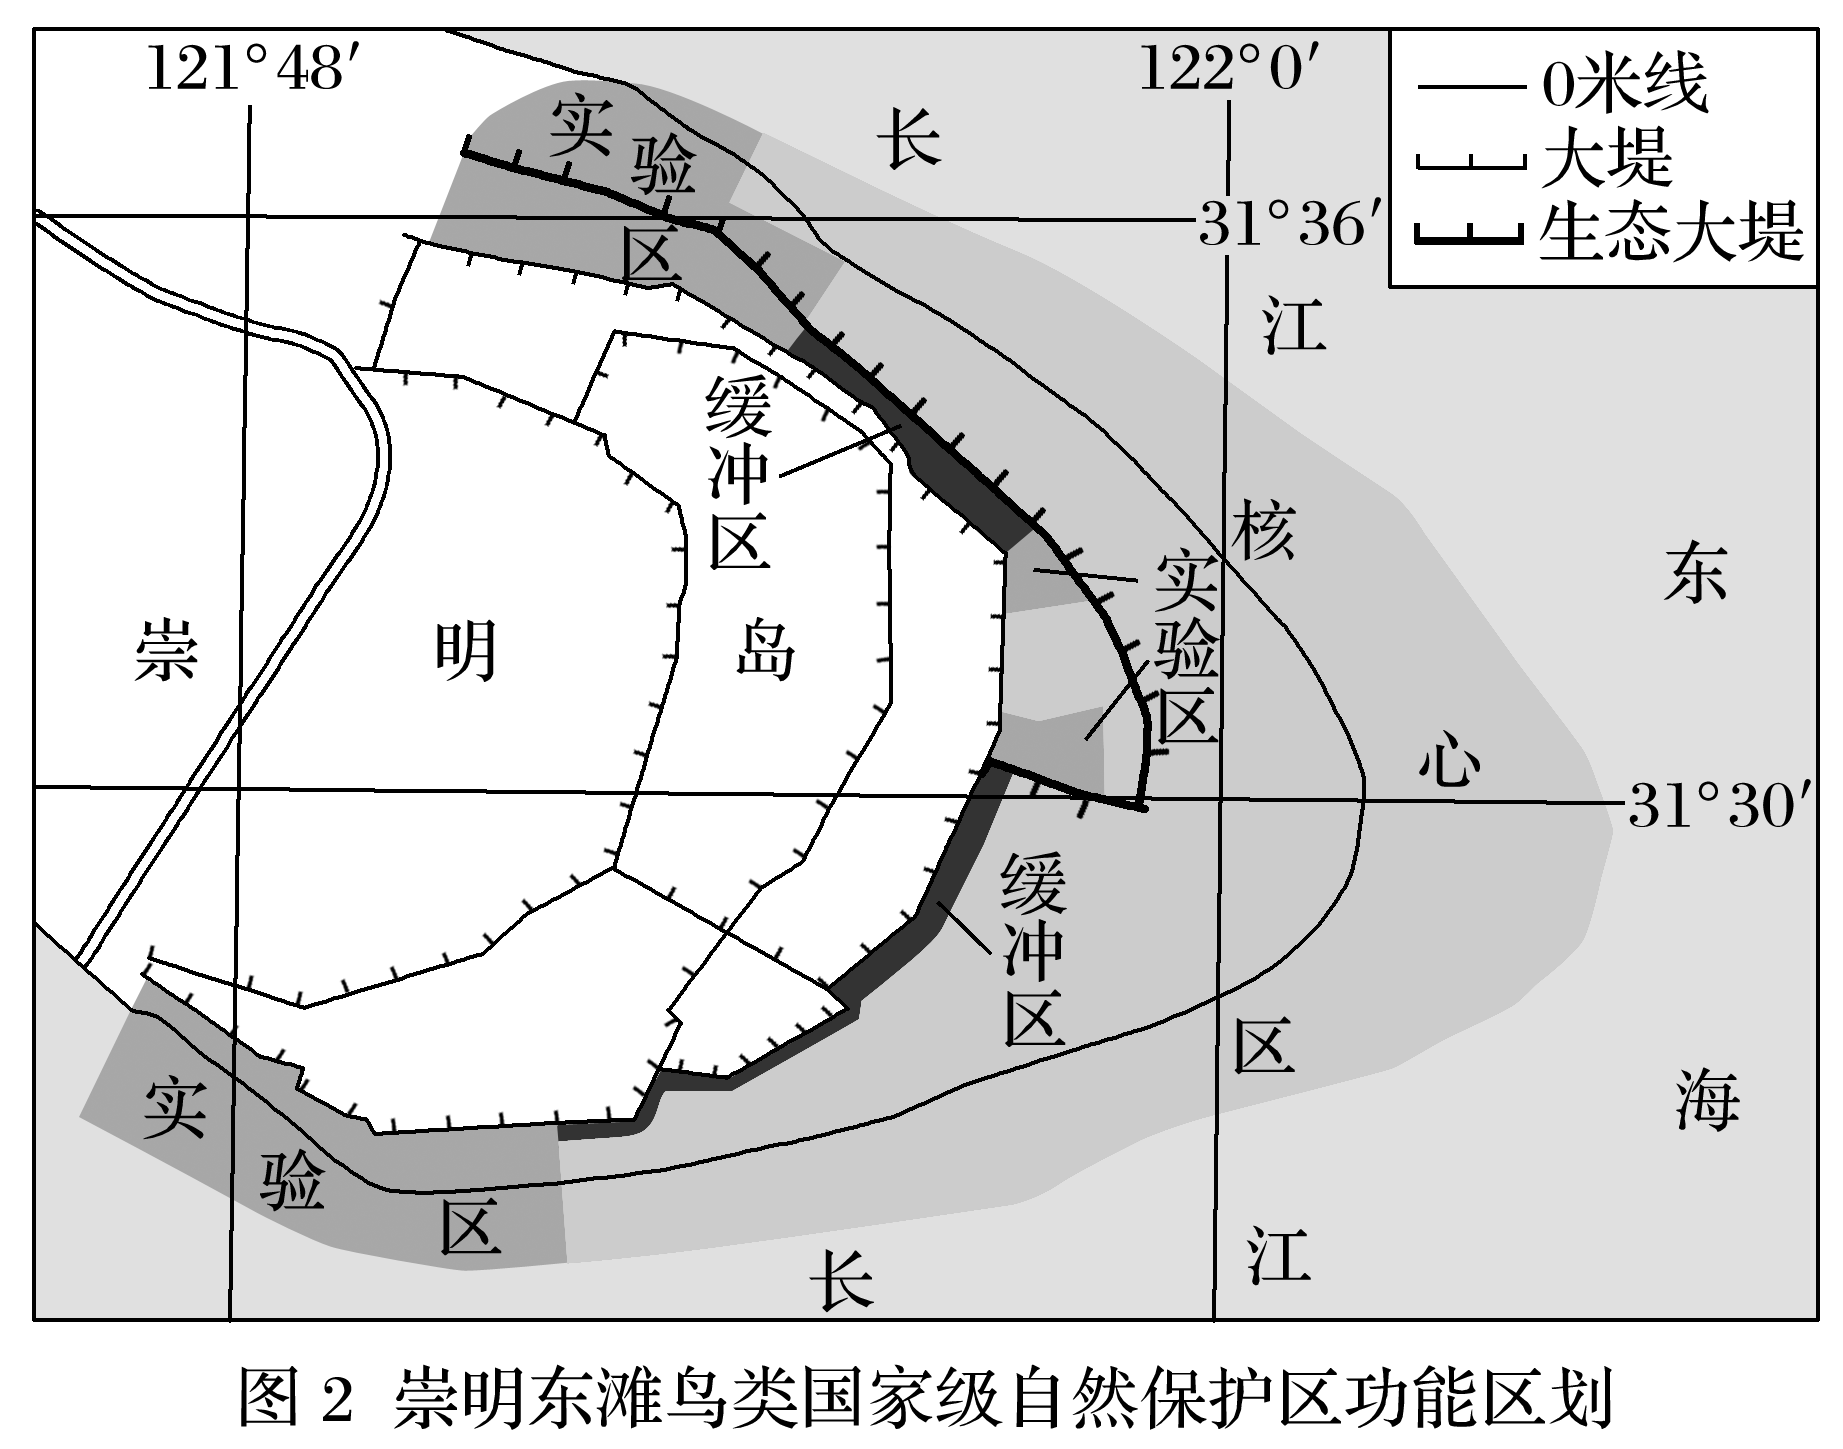 121°48′
122°0′
0米线
大堤
生态大堤
实验区
长江
31°36′
缓冲区
核心区
实验区
东海
崇明岛
31°30′
缓冲区
实验区
长江
图2 崇明东滩鸟类国家级自然保护区功能区划